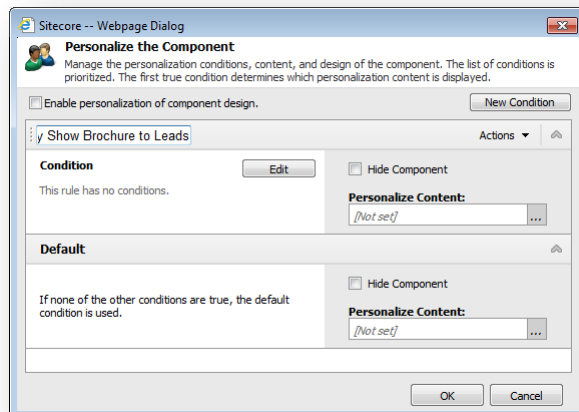 Sitecore -- Webpage Dialog
Personalize the Component
Manage the personalization conditions, content, and design of the component. The list of conditions is
prioritized. The first true condition determines which personalization content is displayed.
Enable personalization of component design.
New Condition
y Show Brochure to Leads
Actions
Condition
Edit
Hide Component
This rule has no conditions.
Personalize Content:
[Not set]
...
Default
Hide Component
If none of the other conditions are true, the default
condition is used.
Personalize Content:
[Not set]
...
OK
Cancel